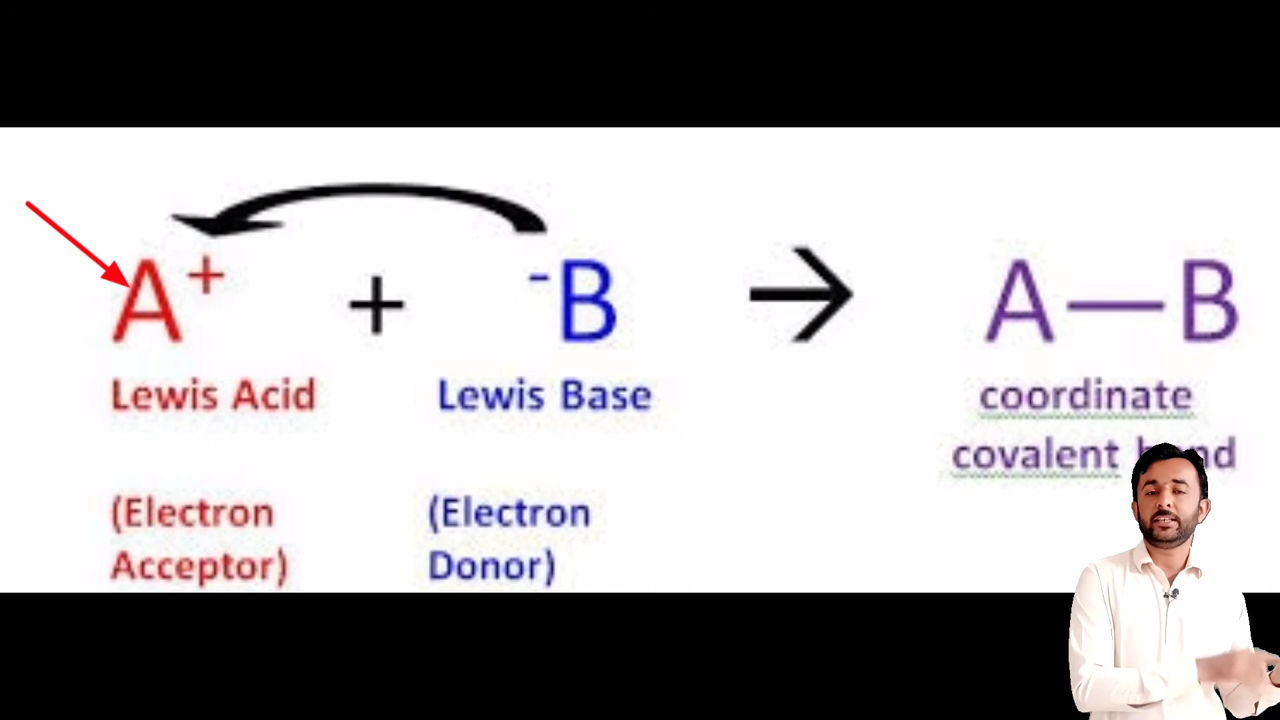 A+ + -B → A—B
Lewis Acid Lewis Base coordinate
covalent
(Electron (Electron
Acceptor) Donor)